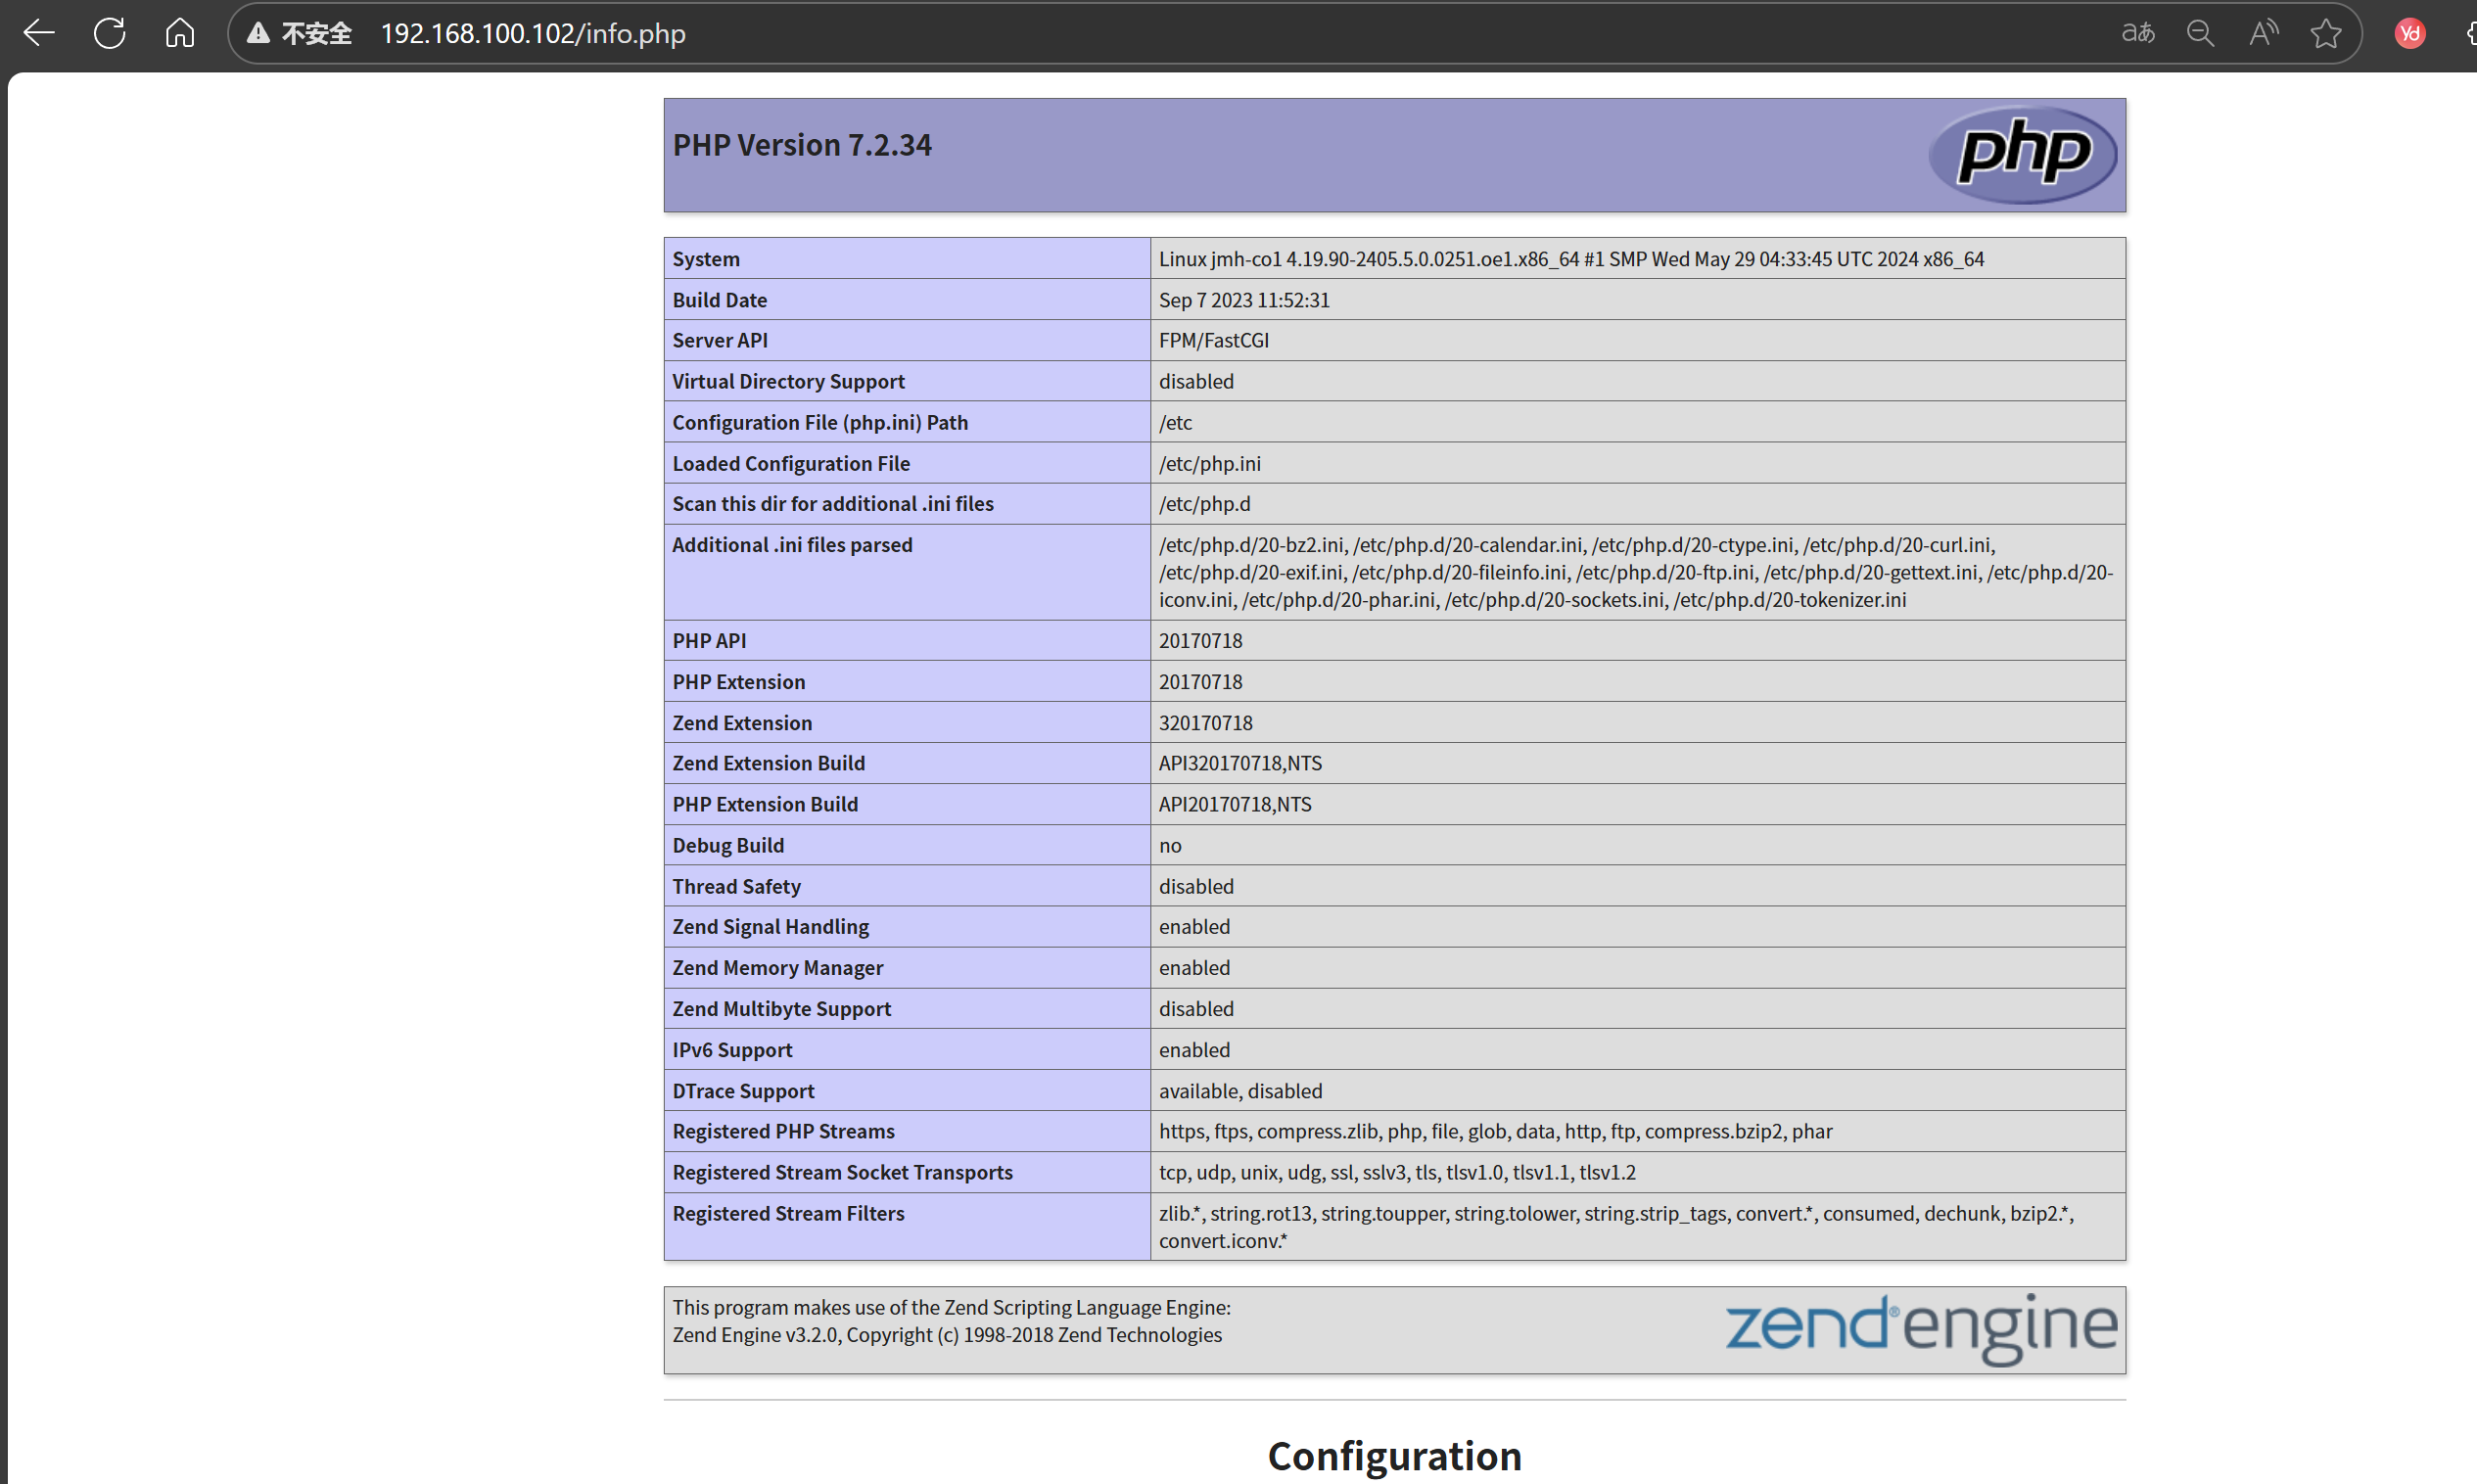 不安全 192.168.100.102/info.php
PHP Version 7.2.34
php
System Linux jmh-co1 4.19.90-2405.5.0.0251.oe1.x86_64 #1 SMP Wed May 29 04:33:45 UTC 2024 x86_64
Build Date Sep 7 2023 11:52:31
Server API FPM/FastCGI
Virtual Directory Support disabled
Configuration File (php.ini) Path /etc
Loaded Configuration File /etc/php.ini
Scan this dir for additional .ini files /etc/php.d
Additional .ini files parsed /etc/php.d/20-bz2.ini, /etc/php.d/20-calendar.ini, /etc/php.d/20-ctype.ini, /etc/php.d/20-curl.ini,
/etc/php.d/20-exif.ini, /etc/php.d/20-fileinfo.ini, /etc/php.d/20-ftp.ini, /etc/php.d/20-gettext.ini, /etc/php.d/20-
iconv.ini, /etc/php.d/20-phar.ini, /etc/php.d/20-sockets.ini, /etc/php.d/20-tokenizer.ini
PHP API 20170718
PHP Extension 20170718
Zend Extension 320170718
Zend Extension Build API320170718,NTS
PHP Extension Build API20170718,NTS
Debug Build no
Thread Safety disabled
Zend Signal Handling enabled
Zend Memory Manager enabled
Zend Multibyte Support disabled
IPv6 Support enabled
DTrace Support available, disabled
Registered PHP Streams https, ftps, compress.zlib, php, file, glob, data, http, ftp, compress.bzip2, phar
Registered Stream Socket Transports tcp, udp, unix, udg, ssl, sslv3, tls, tlsv1.0, tlsv1.1, tlsv1.2
Registered Stream Filters zlib.*, string.rot13, string.toupper, string.tolower, string.strip_tags, convert.*, consumed, dechunk, bzip2.*,
convert.iconv.*
This program makes use of the Zend Scripting Language Engine:
Zend Engine v3.2.0, Copyright (c) 1998-2018 Zend Technologies
zend® engine
Configuration